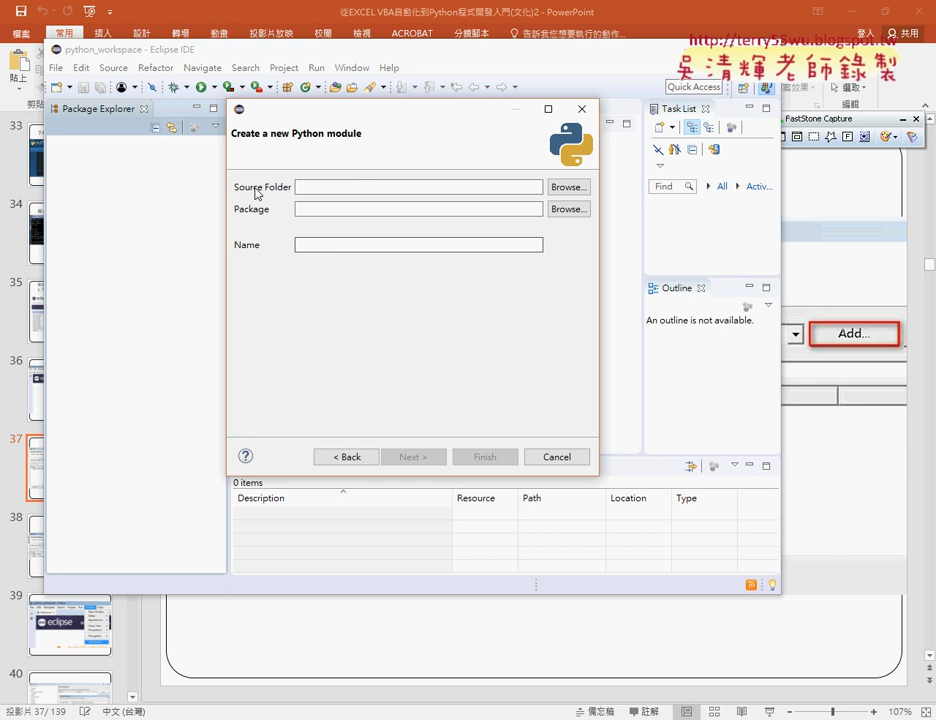 從EXCEL VBA自動化到Python程式開發入門(文化)2 - PowerPoint
檔案 常用 插入 設計 轉場 動畫 投影片放映 校閱 檢視 ACROBAT 分鏡腳本 告訴我您想要執行的動作... 登入 共用
http://terry55wu.blogspot.tw
吳清輝老師錄製
貼上
選取
編輯
python_workspace - Eclipse IDE
File Edit Source Refactor Navigate Search Project Run Window Help
Quick Access
Package Explorer
Task List
FastStone Capture
Create a new Python module
Source Folder
Browse...
Package
Browse...
Name
Find
All
Activ...
Outline
An outline is not available.
Add...
< Back
Next >
Finish
Cancel
0 items
Description Resource Path Location Type
33
34
35
36
37
38
39
eclipse
40
投影片 37/ 139 中文 (台灣) 備忘稿 註解 107%